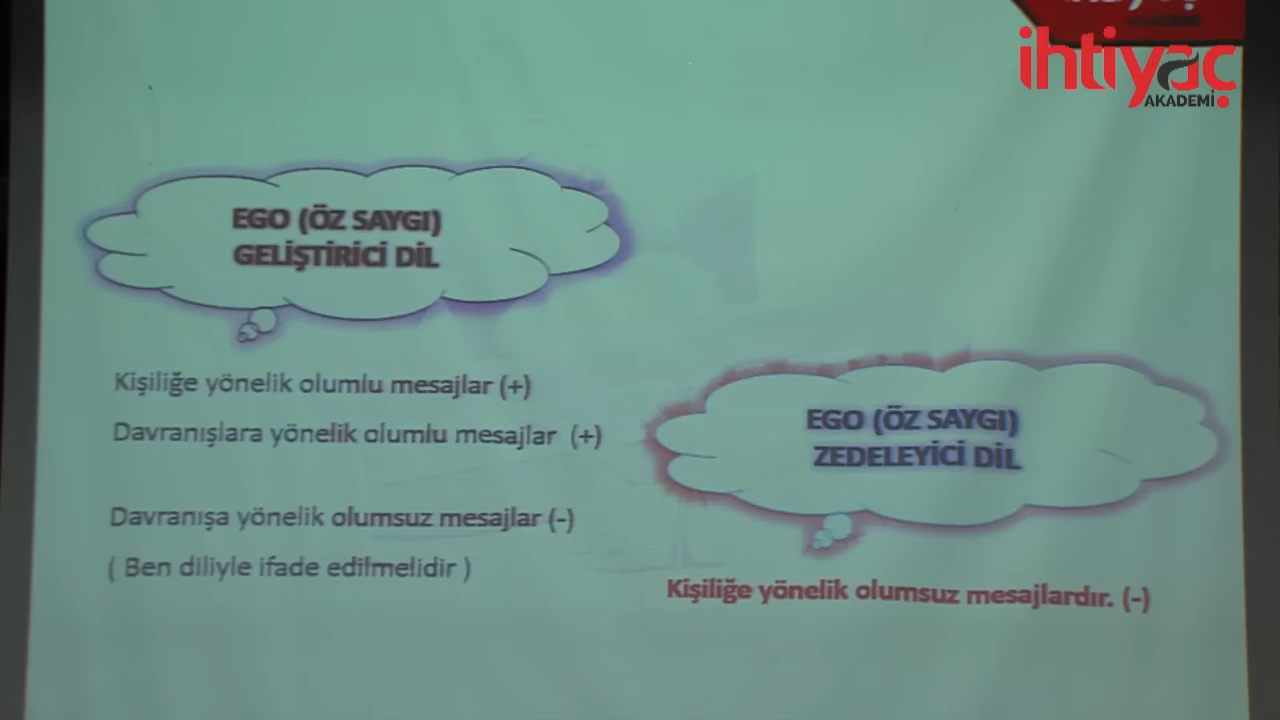 ihtiyaç
AKADEMİ
EGO (ÖZ SAYGI)
GELİŞTİRİCİ DİL
Kişiliğe yönelik olumlu mesajlar (+)
Davranışlara yönelik olumlu mesajlar (+)
Davranışa yönelik olumsuz mesajlar (-)
( Ben diliyle ifade edilmelidir )
EGO (ÖZ SAYGI)
ZEDELEYİCİ DİL
Kişiliğe yönelik olumsuz mesajlardır. (-)